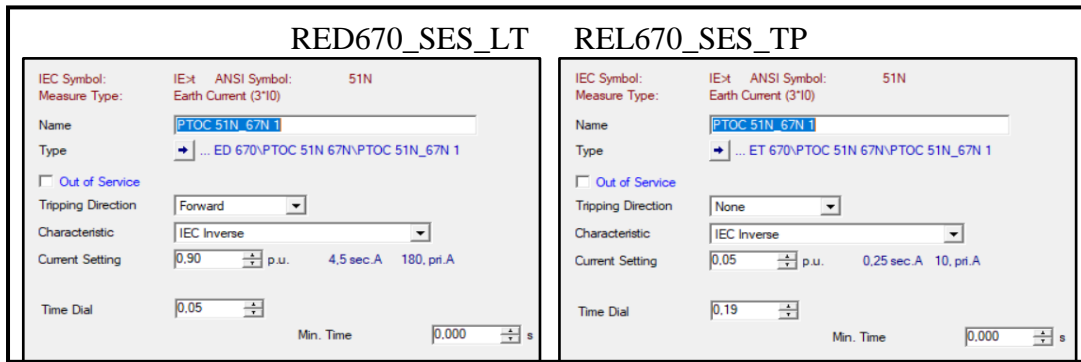 RED670_SES_LT
REL670_SES_TP
IEC Symbol: IE>t ANSI Symbol: 51N
Measure Type: Earth Current (3*I0)
Name PTOC 51N_67N 1
Type ... ED 670\PTOC 51N 67N\PTOC 51N_67N 1
Out of Service
Tripping Direction Forward
Characteristic IEC Inverse
Current Setting 0,90 p.u. 4,5 sec.A 180, pri.A
Time Dial 0,05
Min. Time 0,000 s
IEC Symbol: IE>t ANSI Symbol: 51N
Measure Type: Earth Current (3*I0)
Name PTOC 51N_67N 1
Type ... ET 670\PTOC 51N 67N\PTOC 51N_67N 1
Out of Service
Tripping Direction None
Characteristic IEC Inverse
Current Setting 0,05 p.u. 0,25 sec.A 10, pri.A
Time Dial 0,19
Min. Time 0,000 s